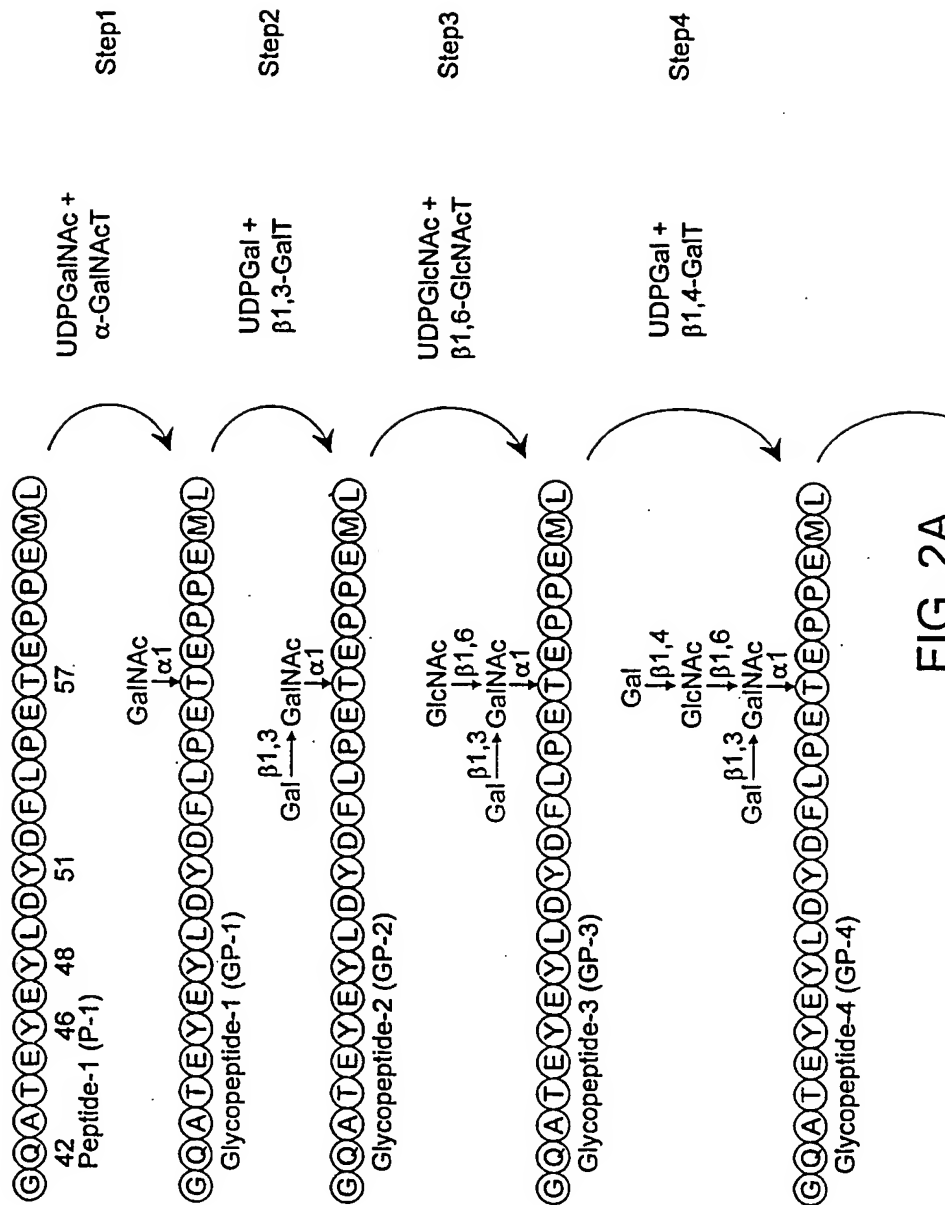 GQATEYEYLDYDFLPETEPPEML
42 46 48 51 57
Peptide-1 (P-1)
UDPGalNAc +
α-GalNAcT
Step1
GalNAc
α1
GQATEYEYLDYDFLPETEPPEML
Glycopeptide-1 (GP-1)
UDPGal +
β1,3-GalT
Step2
β1,3
Gal GalNAc
α1
GQATEYEYLDYDFLPETEPPEML
Glycopeptide-2 (GP-2)
UDPGlcNAc +
β1,6-GlcNAcT
Step3
GlcNAc
β1,3 β1,6
Gal GalNAc
α1
GQATEYEYLDYDFLPETEPPEML
Glycopeptide-3 (GP-3)
UDPGal +
β1,4-GalT
Step4
Gal
β1,4
GlcNAc
β1,3 β1,6
Gal GalNAc
α1
GQATEYEYLDYDFLPETEPPEML
Glycopeptide-4 (GP-4)
FIG. 2A